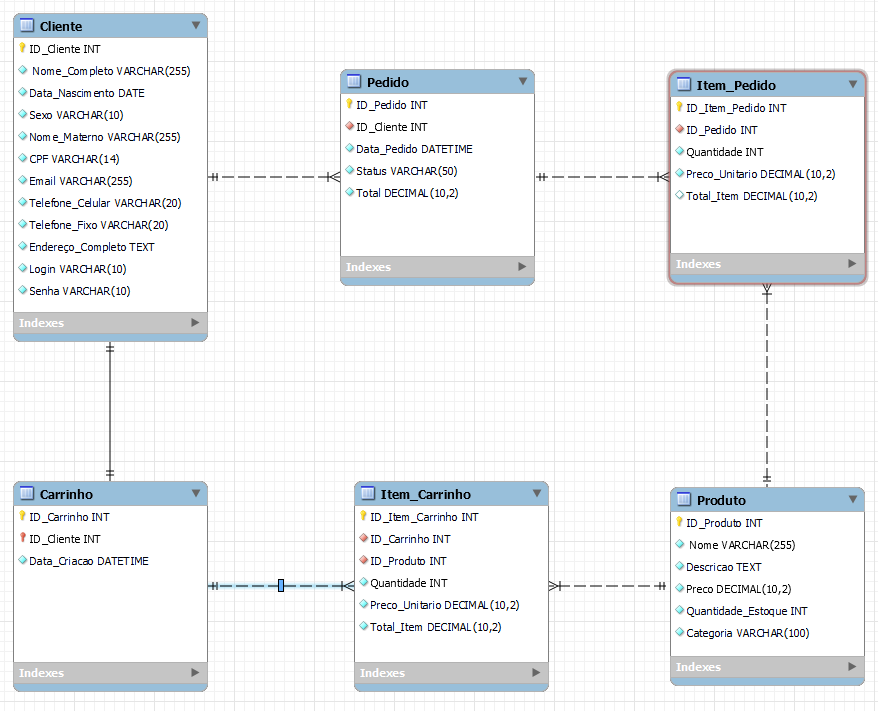 Cliente
ID_Cliente INT
Nome_Completo VARCHAR(255)
Data_Nascimento DATE
Sexo VARCHAR(10)
Nome_Materno VARCHAR(255)
CPF VARCHAR(14)
Email VARCHAR(255)
Telefone_Celular VARCHAR(20)
Telefone_Fixo VARCHAR(20)
Endereço_Completo TEXT
Login VARCHAR(10)
Senha VARCHAR(10)
Indexes
Pedido
ID_Pedido INT
ID_Cliente INT
Data_Pedido DATETIME
Status VARCHAR(50)
Total DECIMAL(10,2)
Indexes
Item_Pedido
ID_Item_Pedido INT
ID_Pedido INT
Quantidade INT
Preco_Unitario DECIMAL(10,2)
Total_Item DECIMAL(10,2)
Indexes
Carrinho
ID_Carrinho INT
ID_Cliente INT
Data_Criacao DATETIME
Indexes
Item_Carrinho
ID_Item_Carrinho INT
ID_Carrinho INT
ID_Produto INT
Quantidade INT
Preco_Unitario DECIMAL(10,2)
Total_Item DECIMAL(10,2)
Indexes
Produto
ID_Produto INT
Nome VARCHAR(255)
Descricao TEXT
Preco DECIMAL(10,2)
Quantidade_Estoque INT
Categoria VARCHAR(100)
Indexes